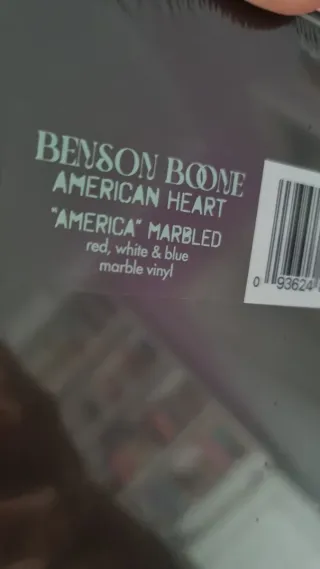 BENSON BOONE
AMERICAN HEART
"AMERICA" MARBLED
red, white & blue
marble vinyl
0 93624